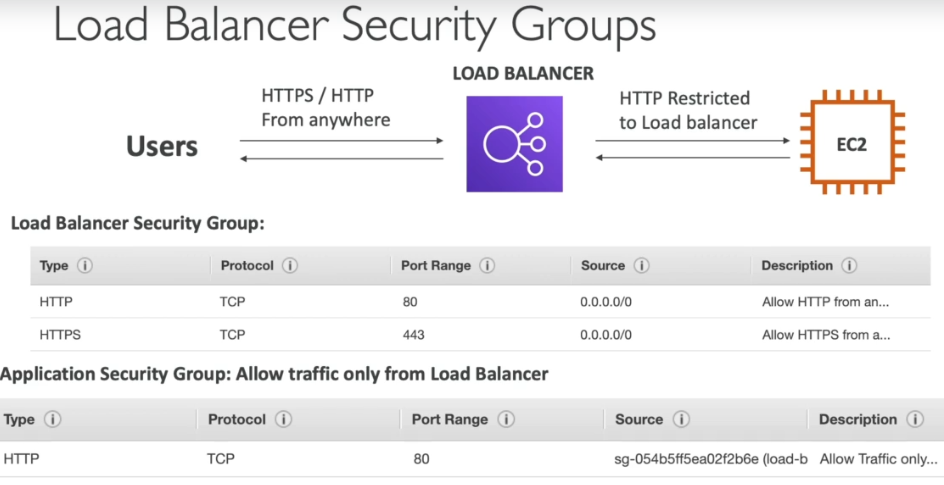 Load Balancer Security Groups
LOAD BALANCER
HTTPS / HTTP
From anywhere
HTTP Restricted
to Load balancer
Users
EC2
Load Balancer Security Group:
Type i Protocol i Port Range i Source i Description i
HTTP TCP 80 0.0.0.0/0 Allow HTTP from an...
HTTPS TCP 443 0.0.0.0/0 Allow HTTPS from a...
Application Security Group: Allow traffic only from Load Balancer
Type i Protocol i Port Range i Source i Description i
HTTP TCP 80 sg-054b5ff5ea02f2b6e (load-b Allow Traffic only...